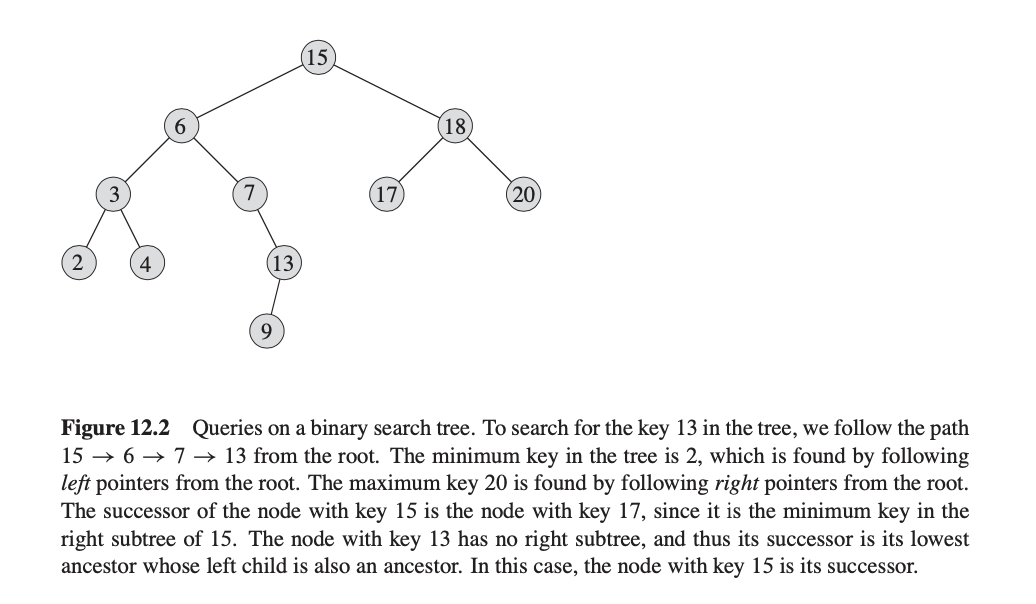 15
6 18
3 7 17 20
2 4 13
9
Figure 12.2 Queries on a binary search tree. To search for the key 13 in the tree, we follow the path
15 → 6 → 7 → 13 from the root. The minimum key in the tree is 2, which is found by following
left pointers from the root. The maximum key 20 is found by following right pointers from the root.
The successor of the node with key 15 is the node with key 17, since it is the minimum key in the
right subtree of 15. The node with key 13 has no right subtree, and thus its successor is its lowest
ancestor whose left child is also an ancestor. In this case, the node with key 15 is its successor.